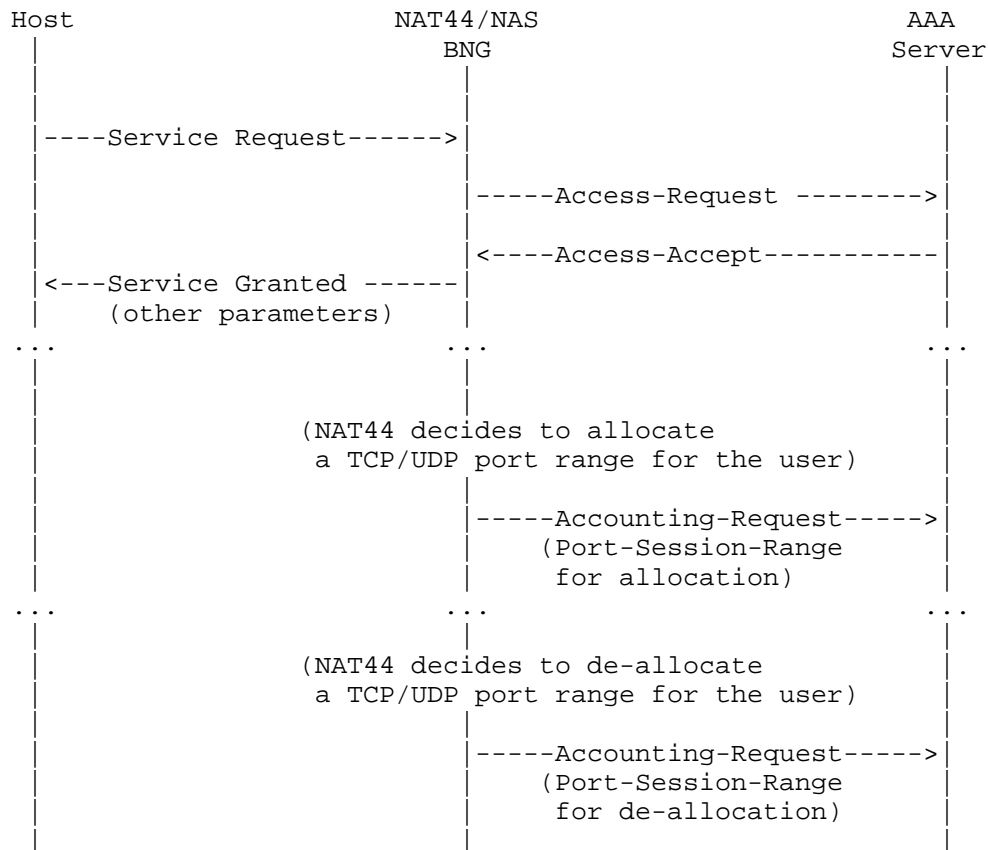 Host NAT44/NAS AAA
BNG Server
----Service Request------>
-----Access-Request -------->
<----Access-Accept-----------
<---Service Granted ------
(other parameters)
... ... ...
(NAT44 decides to allocate
a TCP/UDP port range for the user)
-----Accounting-Request----->
(Port-Session-Range
for allocation)
... ... ...
(NAT44 decides to de-allocate
a TCP/UDP port range for the user)
-----Accounting-Request----->
(Port-Session-Range
for de-allocation)